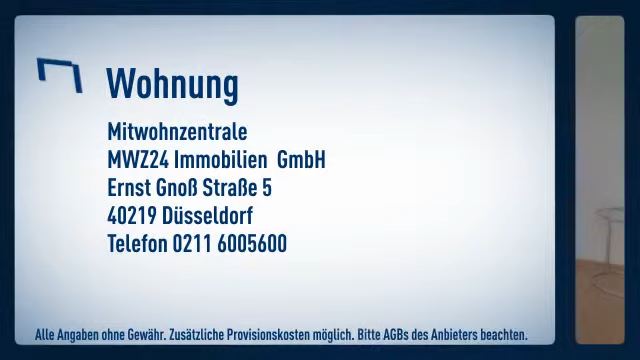 Wohnung
Mitwohnzentrale
MWZ24 Immobilien GmbH
Ernst Gnoß Straße 5
40219 Düsseldorf
Telefon 0211 6005600
Alle Angaben ohne Gewähr. Zusätzliche Provisionskosten möglich. Bitte AGBs des Anbieters beachten.